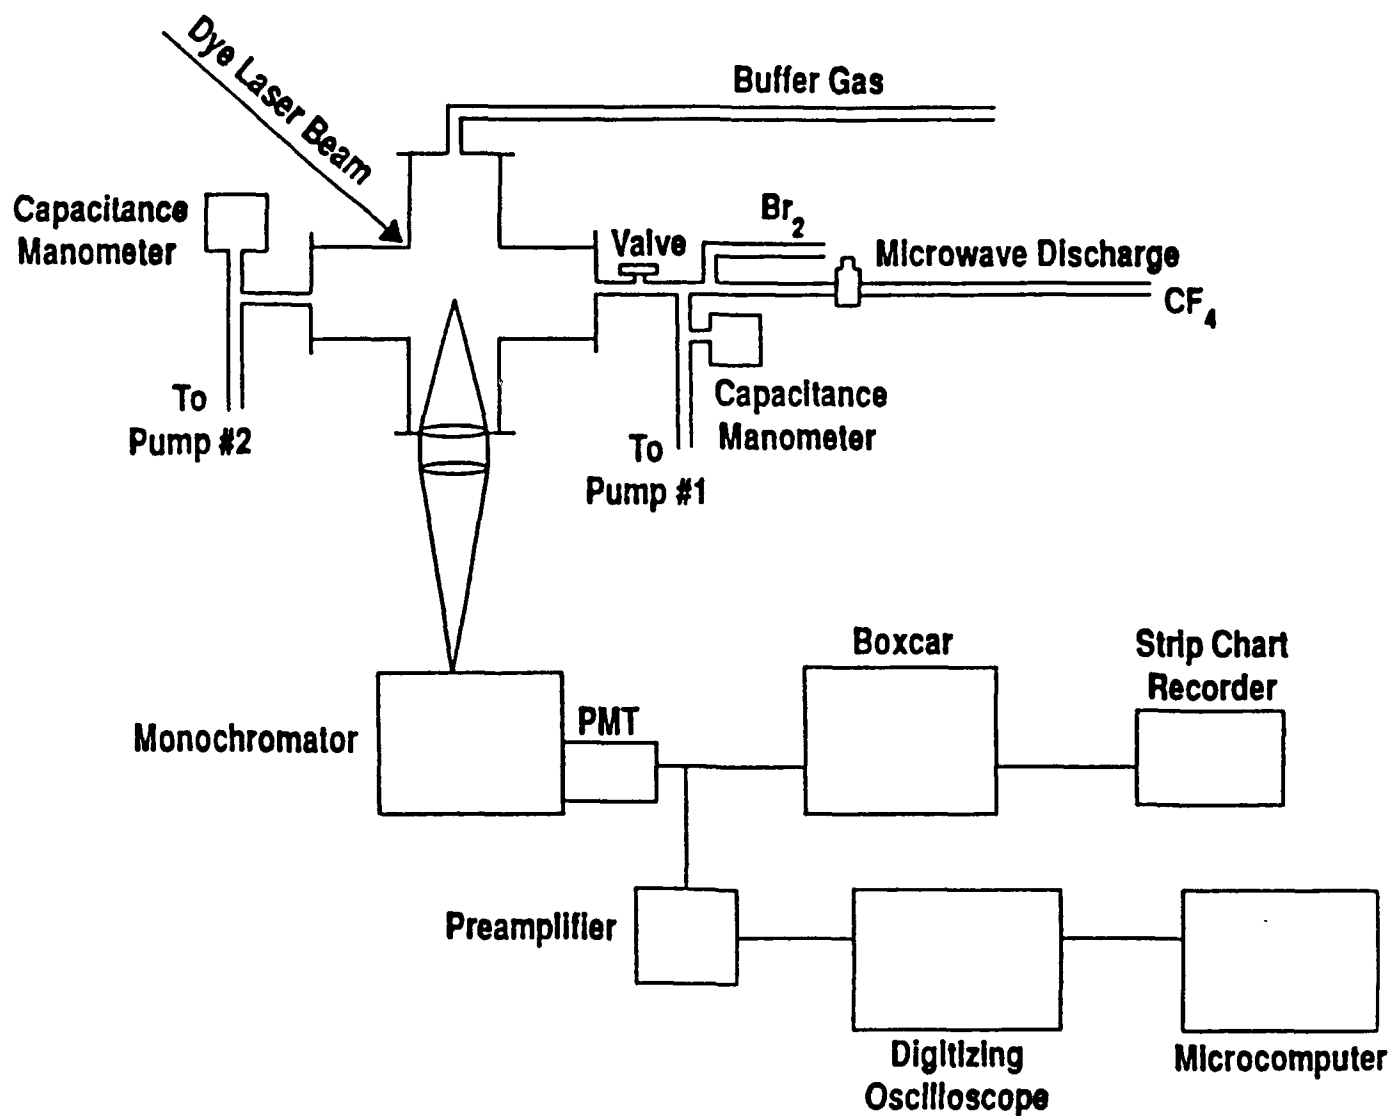 Dye Laser Beam
Buffer Gas
Capacitance
Manometer
Br2
Valve
Microwave Discharge
CF4
To
Pump #2
Capacitance
Manometer
To
Pump #1
Boxcar
Strip Chart
Recorder
PMT
Monochromator
Preamplifier
Digitizing
Oscilloscope
Microcomputer